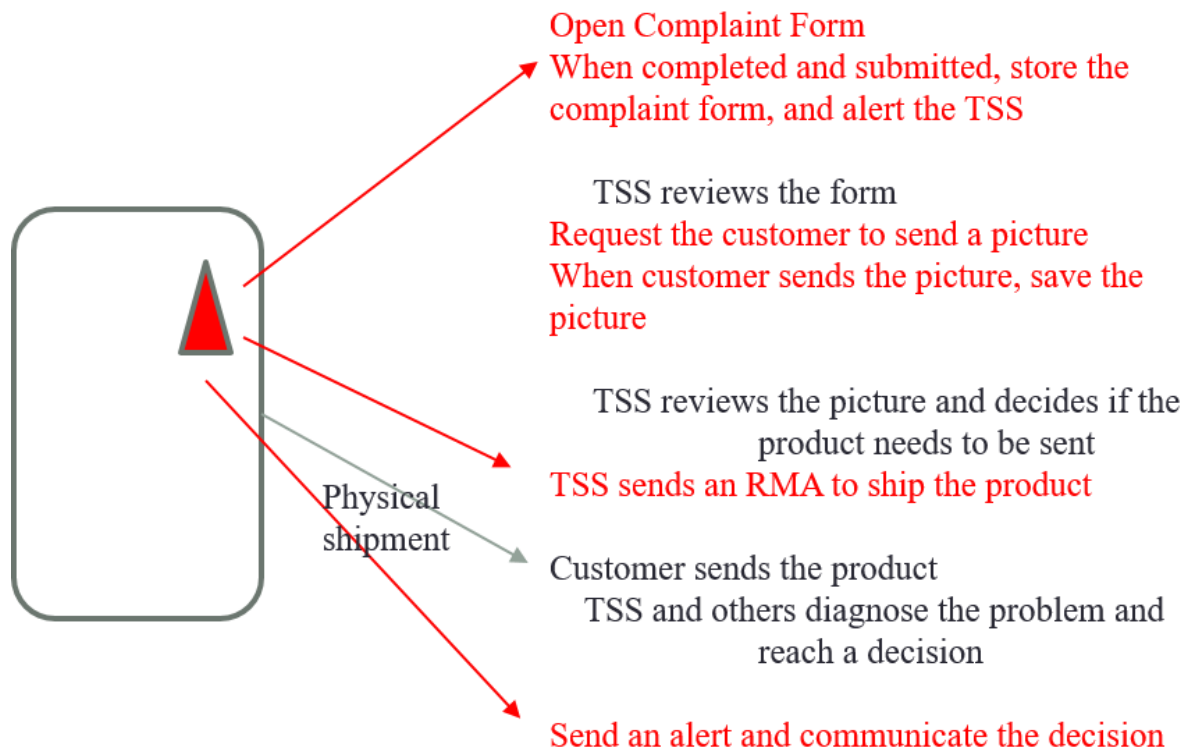 Open Complaint Form
When completed and submitted, store the
complaint form, and alert the TSS
TSS reviews the form
Request the customer to send a picture
When customer sends the picture, save the
picture
TSS reviews the picture and decides if the
product needs to be sent
TSS sends an RMA to ship the product
Physical
shipment
Customer sends the product
TSS and others diagnose the problem and
reach a decision
Send an alert and communicate the decision